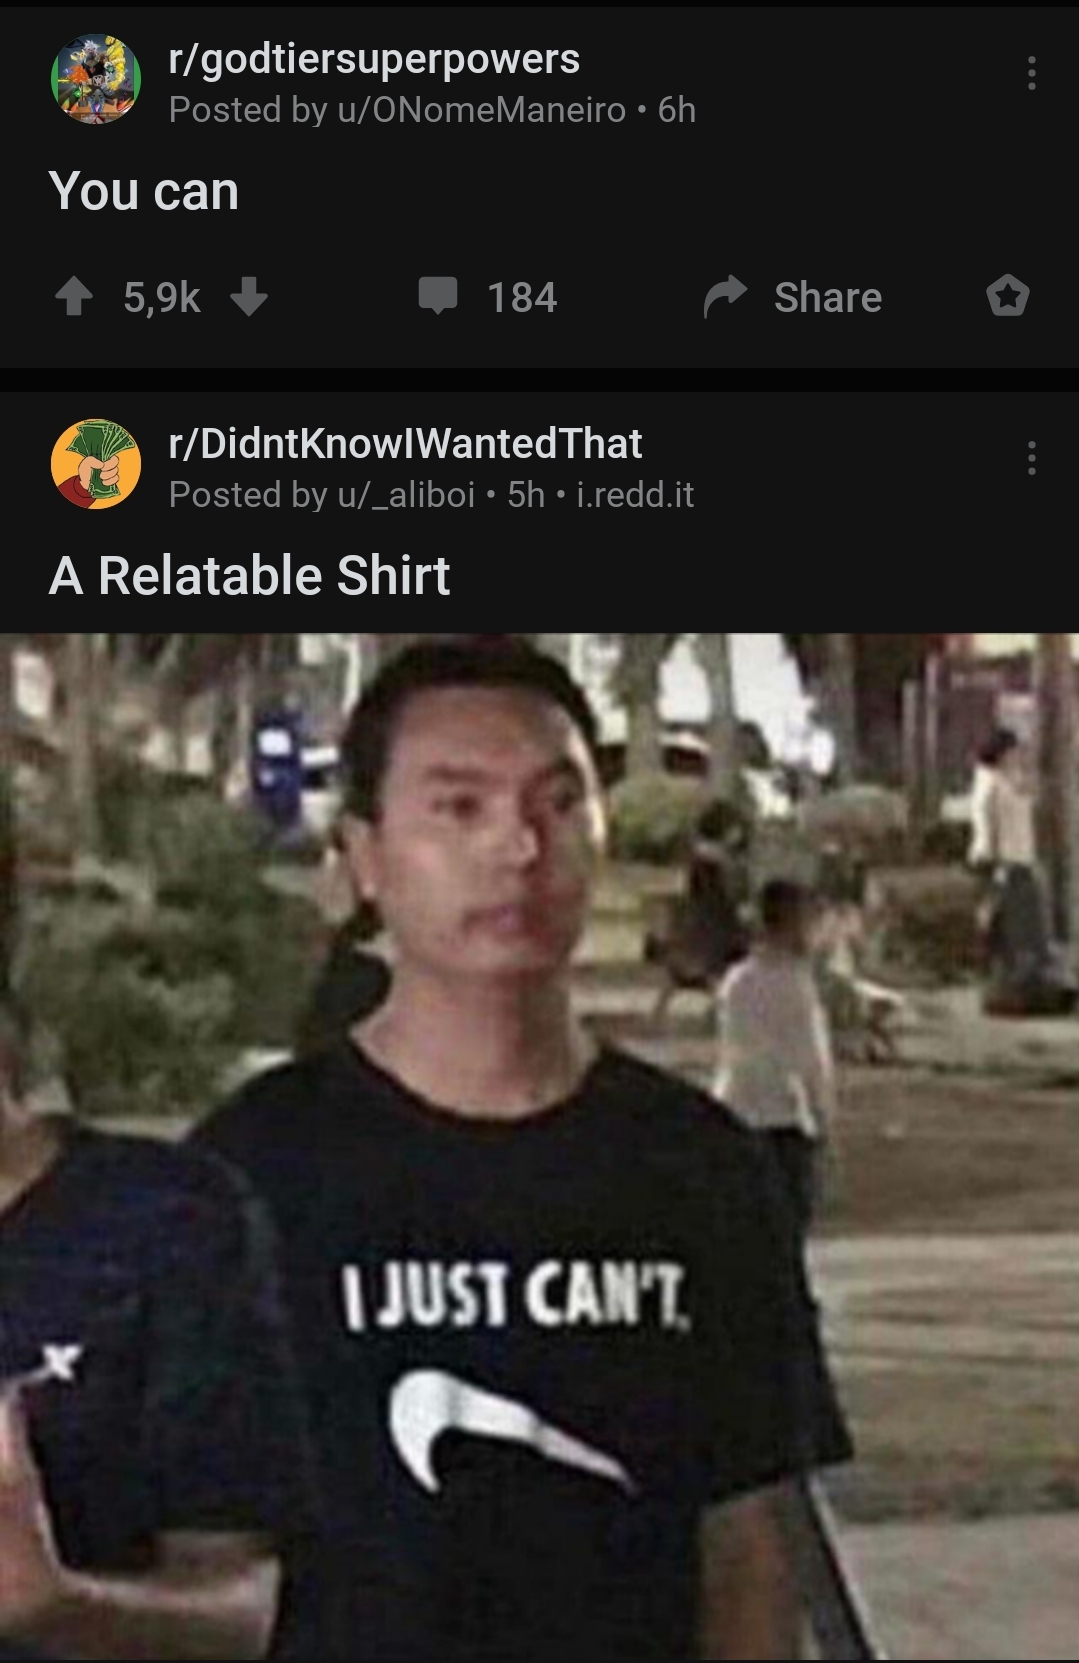 r/godtiersuperpowers
Posted by u/ONomeManeiro • 6h
You can
5,9k 184 Share
r/DidntKnowIWantedThat
Posted by u/_aliboi • 5h • i.redd.it
A Relatable Shirt
I JUST CAN'T.
X